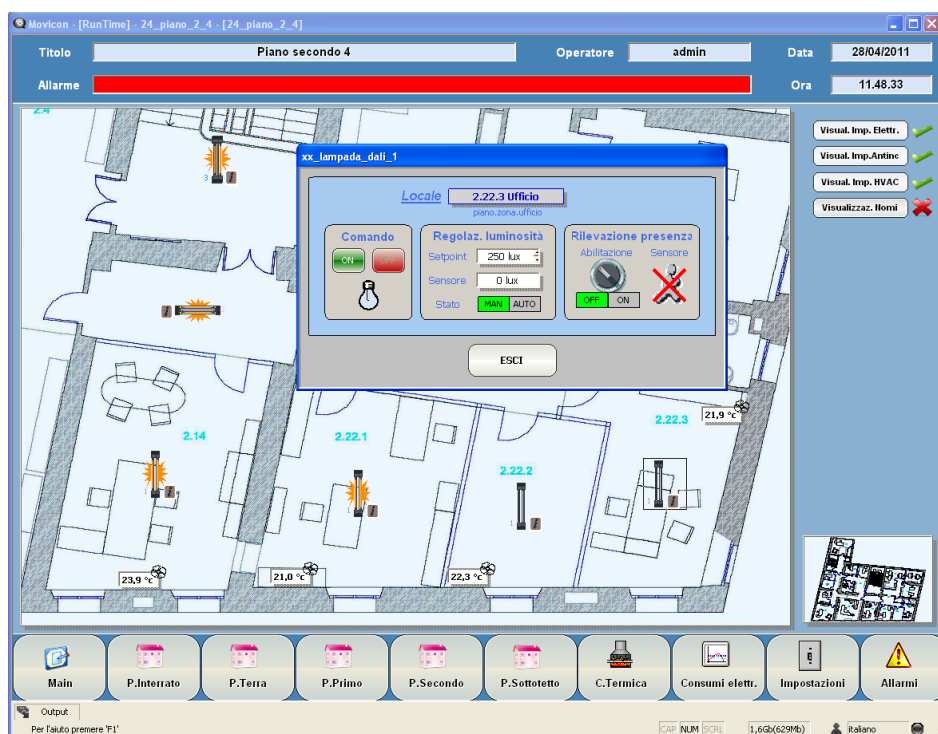 Movicon - [RunTime] - 24_piano_2_4 - [24_piano_2_4]
Titolo Piano secondo 4 Operatore admin Data 28/04/2011
Allarme Ora 11.48.33
2.4
Visual. Imp. Elettr.
Visual. Imp.Antinc
Visual. Imp. HVAC
Visualizzaz. Nomi
3 i
xx_lampada_dali_1
Locale 2.22.3 Ufficio
piano.zona.ufficio
Comando
ON
Regolaz. luminosità
Setpoint 250 lux
Sensore 0 lux
Stato MAN AUTO
Rilevazione presenza
Abilitazione Sensore
OFF ON
ESCI
i
2.14
2.22.1
2.22.2
2.22.3
21,9 °c
1 i
1 i
1 i
1 i
23,9 °c
21,0 °c
22,3 °c
Main P.Interrato P.Terra P.Primo P.Secondo P.Sottotetto C.Termica Consumi elettr. Impostazioni Allarmi
Output
Per l'aiuto premere 'F1' CAP NUM SCRL 1,6Gb(629Mb) italiano